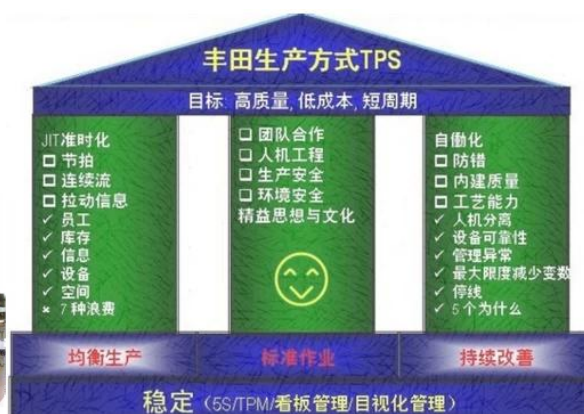 丰田生产方式TPS
目标: 高质量, 低成本, 短周期
JIT准时化
□ 节拍
□ 连续流
□ 拉动信息
✓ 员工
✓ 库存
✓ 信息
✓ 设备
✓ 空间
× 7种浪费
□ 团队合作
□ 人机工程
□ 生产安全
□ 环境安全
精益思想与文化
自働化
□ 防错
□ 内建质量
□ 工艺能力
✓ 人机分离
✓ 设备可靠性
✓ 管理异常
✓ 最大限度减少变数
✓ 停线
✓ 5个为什么
均衡生产
标准作业
持续改善
稳定（5S/TPM/看板管理/目视化管理）